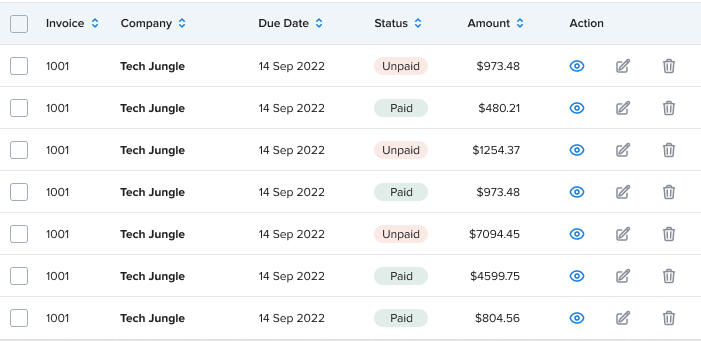 Invoice Company Due Date Status Amount Action
1001 Tech Jungle 14 Sep 2022 Unpaid $973.48
1001 Tech Jungle 14 Sep 2022 Paid $480.21
1001 Tech Jungle 14 Sep 2022 Unpaid $1254.37
1001 Tech Jungle 14 Sep 2022 Paid $973.48
1001 Tech Jungle 14 Sep 2022 Unpaid $7094.45
1001 Tech Jungle 14 Sep 2022 Paid $4599.75
1001 Tech Jungle 14 Sep 2022 Paid $804.56